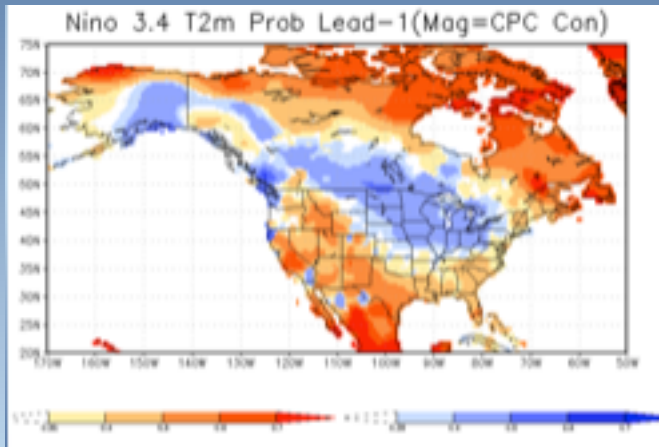 Nino 3.4 T2m Prob Lead-1(Mag=CPC Con)
75N
70N
65N
60N
55N
50N
45N
40N
35N
30N
25N
20N
170W 160W 150W 140W 130W 120W 110W 100W 90W 80W 70W 60W 50W